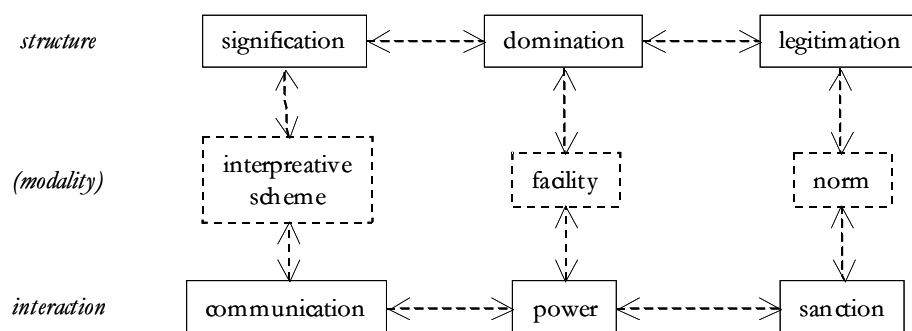 structure signification domination legitimation
(modality) interpreative scheme facility norm
interaction communication power sanction